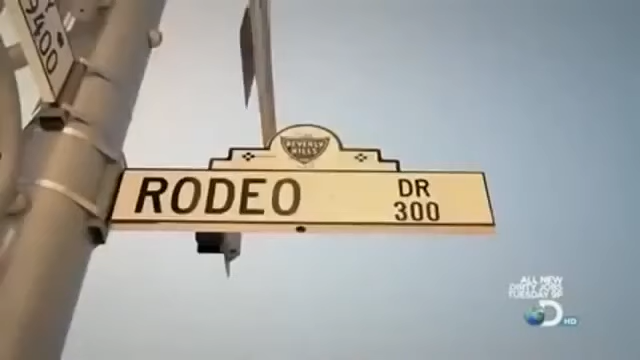 Y
9400
BEVERLY
HILLS
RODEO
DR
300
ALL NEW
DIRTY JOBS
TUESDAY 9P
D HD